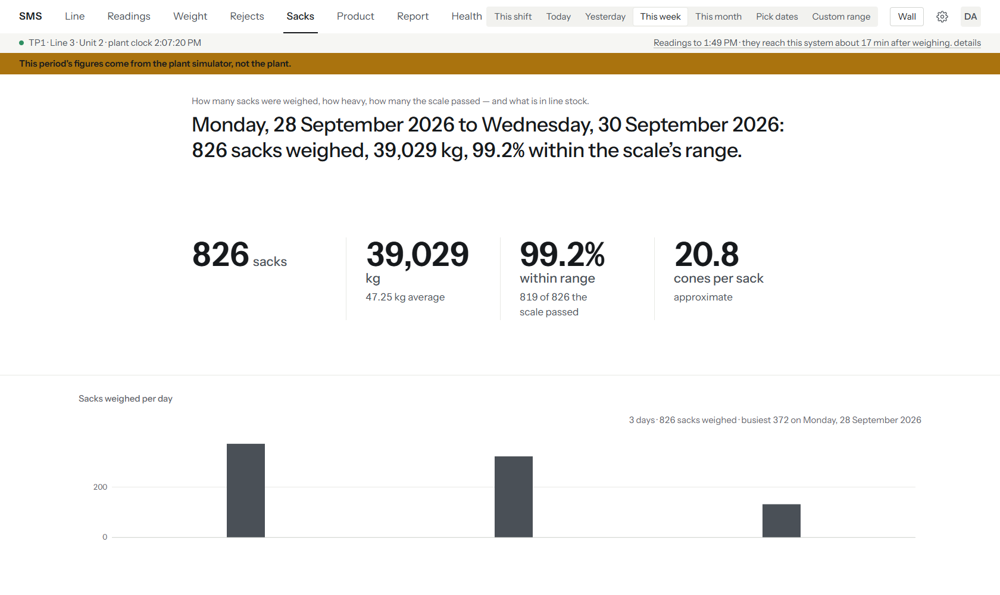 SMS Line Readings Weight Rejects Sacks Product Report Health This shift Today Yesterday This week This month Pick dates Custom range Wall DA
TP1 · Line 3 · Unit 2 · plant clock 2:07:20 PM
Readings to 1:49 PM · they reach this system about 17 min after weighing. details
This period’s figures come from the plant simulator, not the plant.
How many sacks were weighed, how heavy, how many the scale passed — and what is in line stock.
Monday, 28 September 2026 to Wednesday, 30 September 2026:
826 sacks weighed, 39,029 kg, 99.2% within the scale’s range.
826 sacks
39,029
kg
47.25 kg average
99.2%
within range
819 of 826 the
scale passed
20.8
cones per sack
approximate
Sacks weighed per day
3 days · 826 sacks weighed · busiest 372 on Monday, 28 September 2026
200
0